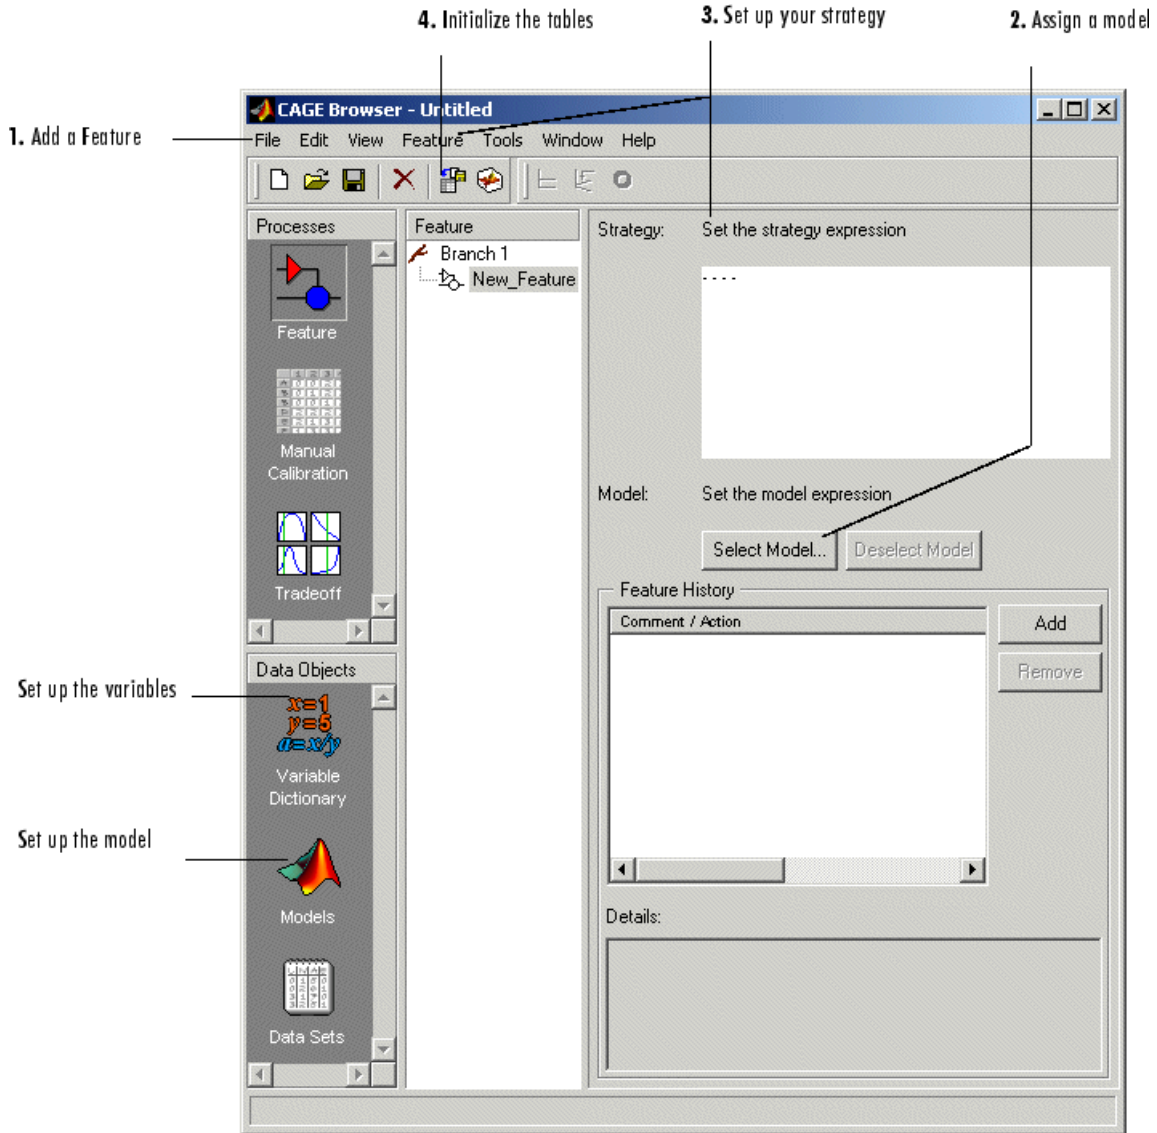 4. Initialize the tables
3. Set up your strategy
2. Assign a model
CAGE Browser - Untitled
1. Add a Feature
File Edit View Feature Tools Window Help
Processes
Feature
Manual
Calibration
Tradeoff
Feature
Branch 1
New_Feature
Strategy: Set the strategy expression
- - - -
Model: Set the model expression
Select Model... Deselect Model
Feature History
Comment / Action
Add
Remove
Details:
Data Objects
Set up the variables
x=1
y=5
a=x/y
Variable
Dictionary
Set up the model
Models
Data Sets